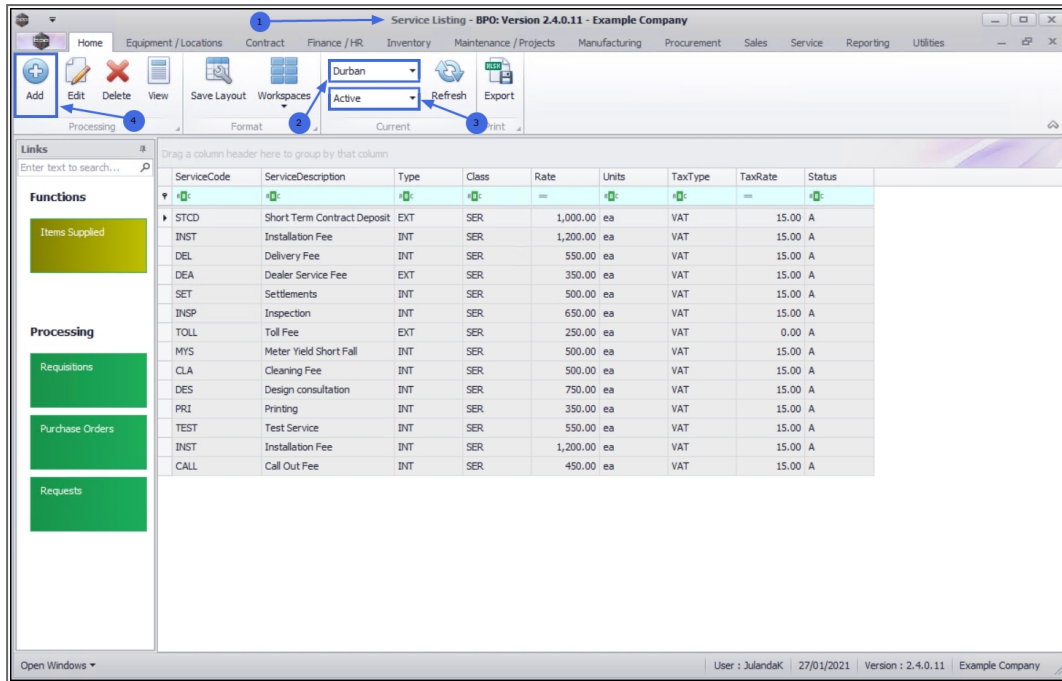 1
Service Listing - BPO: Version 2.4.0.11 - Example Company
Home Equipment / Locations Contract Finance / HR Inventory Maintenance / Projects Manufacturing Procurement Sales Service Reporting Utilities
Add Edit Delete View Save Layout Workspaces Durban Refresh XLSX Export
Active
4 2 3
Processing Format Current Print
Links
Enter text to search...
Drag a column header here to group by that column
ServiceCode ServiceDescription Type Class Rate Units TaxType TaxRate Status
Functions
STCD Short Term Contract Deposit EXT SER 1,000.00 ea VAT 15.00 A
Items Supplied
INST Installation Fee INT SER 1,200.00 ea VAT 15.00 A
DEL Delivery Fee INT SER 550.00 ea VAT 15.00 A
DEA Dealer Service Fee EXT SER 350.00 ea VAT 15.00 A
SET Settlements INT SER 500.00 ea VAT 15.00 A
INSP Inspection INT SER 650.00 ea VAT 15.00 A
Processing
TOLL Toll Fee EXT SER 250.00 ea VAT 0.00 A
MYS Meter Yield Short Fall INT SER 500.00 ea VAT 15.00 A
Requisitions
CLA Cleaning Fee INT SER 500.00 ea VAT 15.00 A
DES Design consultation INT SER 750.00 ea VAT 15.00 A
PRI Printing INT SER 350.00 ea VAT 15.00 A
Purchase Orders
TEST Test Service INT SER 550.00 ea VAT 15.00 A
INST Installation Fee INT SER 1,200.00 ea VAT 15.00 A
CALL Call Out Fee INT SER 450.00 ea VAT 15.00 A
Requests
Open Windows
User : JulandaK 27/01/2021 Version : 2.4.0.11 Example Company